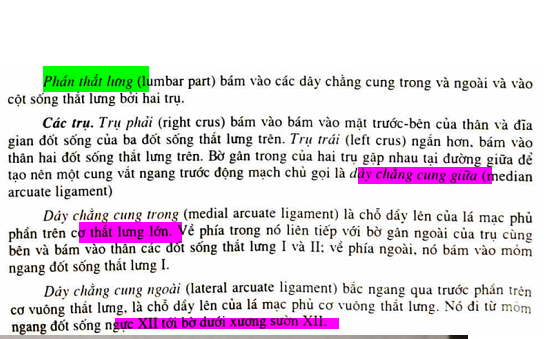 Phần thắt lưng (lumbar part) bám vào các dây chằng cung trong và ngoài và vào
cột sống thắt lưng bởi hai trụ.
Các trụ. Trụ phải (right crus) bám vào bám vào mặt trước-bên của thân và đĩa
gian đốt sống của ba đốt sống thắt lưng trên. Trụ trái (left crus) ngắn hơn, bám vào
thân hai đốt sống thắt lưng trên. Bờ gân trong của hai trụ gặp nhau tại đường giữa để
tạo nên một cung vắt ngang trước động mạch chủ gọi là dây chằng cung giữa (median
arcuate ligament)
Dây chằng cung trong (medial arcuate ligament) là chỗ dầy lên của lá mạc phủ
phần trên cơ thắt lưng lớn. Về phía trong nó liên tiếp với bờ gân ngoài của trụ cùng
bên và bám vào thân các đốt sống thắt lưng I và II; về phía ngoài, nó bám vào mỏm
ngang đốt sống thắt lưng I.
Dây chằng cung ngoài (lateral arcuate ligament) bắc ngang qua trước phần trên
cơ vuông thắt lưng, là chỗ dầy lên của lá mạc phủ cơ vuông thắt lưng. Nó đi từ mỏm
ngang đốt sống ngực XII tới bờ dưới xương sườn XII.